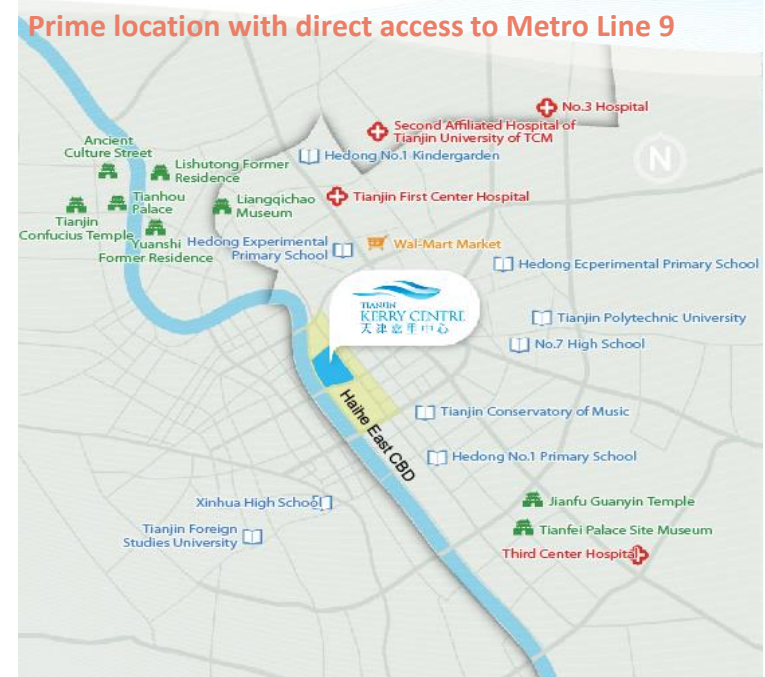 Prime location with direct access to Metro Line 9
No.3 Hospital
Second Affiliated Hospital of
Tianjin University of TCM
N
Ancient
Culture Street
Hedong No.1 Kindergarden
Lishutong Former
Residence
Tianhou
Palace
Liangqichao
Museum
Tianjin First Center Hospital
Tianjin
Confucius Temple
Yuanshi
Former Residence
Hedong Experimental
Primary School
Wal-Mart Market
Hedong Ecperimental Primary School
TIANJIN
KERRY CENTRE
天津嘉里中心
Tianjin Polytechnic University
No.7 High School
Haihe East CBD
Tianjin Conservatory of Music
Hedong No.1 Primary School
Xinhua High School
Jianfu Guanyin Temple
Tianjin Foreign
Studies University
Tianfei Palace Site Museum
Third Center Hospital